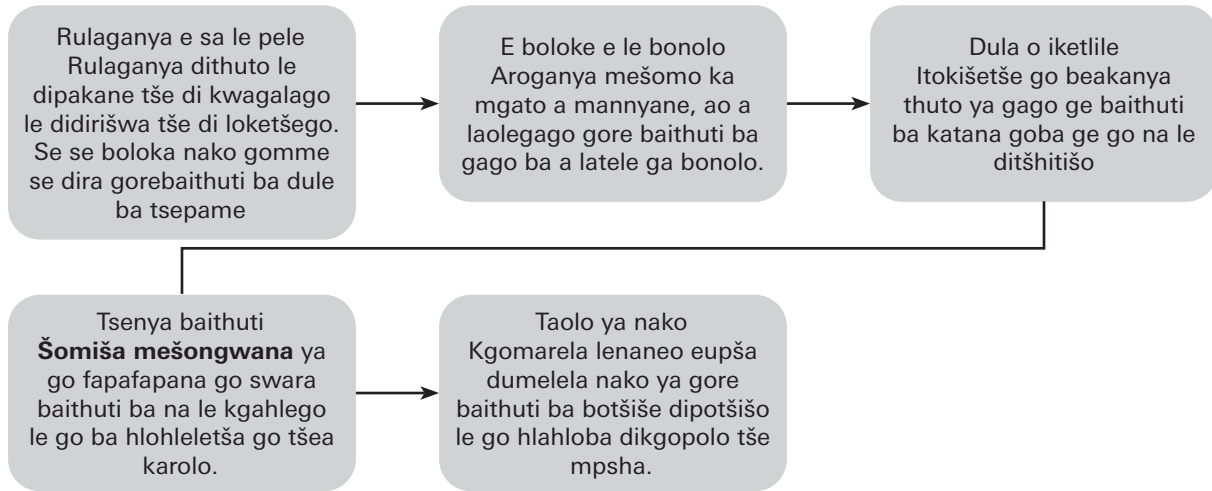 Rulaganya e sa le pele
Rulaganya dithuto le
dipakane tše di kwagalago
le didirišwa tše di loketšego.
Se se boloka nako gomme
se dira gorebaithuti ba dule
ba tsepame
E boloke e le bonolo
Aroganya mešomo ka
mgato a mannyane, ao a
laolegago gore baithuti ba
gago ba a latele ga bonolo.
Dula o iketlile
Itokišetše go beakanya
thuto ya gago ge baithuti
ba katana goba ge go na le
ditšhitišo
Tsenya baithuti
Šomiša mešongwana ya
go fapafapana go swara
baithuti ba na le kgahlego
le go ba hlohleletša go tšea
karolo.
Taolo ya nako
Kgomarela lenaneo eupša
dumelela nako ya gore
baithuti ba botšiše dipotšišo
le go hlahloba dikgopolo tše
mpsha.